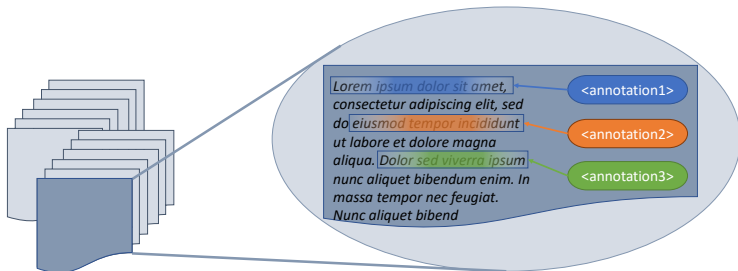 Lorem ipsum dolor sit amet, <annotation1>
consectetur adipiscing elit, sed
do eiusmod tempor incididunt <annotation2>
ut labore et dolore magna
aliqua. Dolor sed viverra ipsum
nunc aliquet bibendum enim. In <annotation3>
massa tempor nec feugiat.
Nunc aliquet bibend